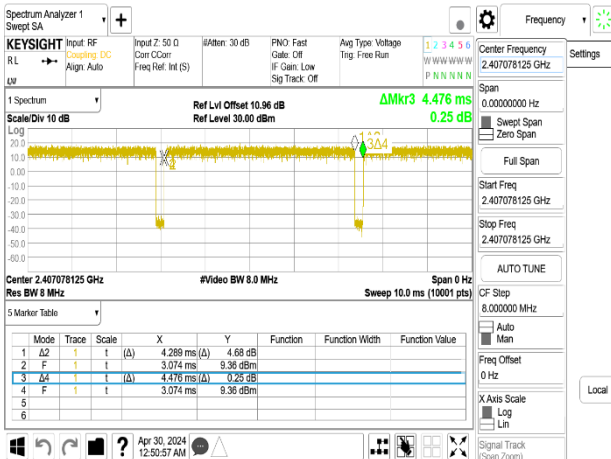 Spectrum Analyzer 1
Swept SA
+
Frequency
KEYSIGHT
RL
Input: RF
Coupling: DC
Align: Auto
Input Z: 50 Ω
Corr CCorr
Freq Ref: Int (S)
#Atten: 30 dB
PNO: Fast
Gate: Off
IF Gain: Low
Sig Track: Off
Avg Type: Voltage
Trig: Free Run
1 2 3 4 5 6
W W W W W W
P N N N N N
1 Spectrum
Scale/Div 10 dB
Ref Lvl Offset 10.96 dB
Ref Level 30.00 dBm
ΔMkr3 4.476 ms
0.25 dB
Log
20.0
10.0
0.00
-10.0
-20.0
-30.0
-40.0
-50.0
-60.0
3Δ4
Center 2.407078125 GHz
Res BW 8 MHz
#Video BW 8.0 MHz
Span 0 Hz
Sweep 10.0 ms (10001 pts)
5 Marker Table
Mode Trace Scale X Y Function Function Width Function Value
1 Δ2 1 t (Δ) 4.289 ms (Δ) 4.68 dB
2 F 1 t 3.074 ms 9.36 dBm
3 Δ4 1 t (Δ) 4.476 ms (Δ) 0.25 dB
4 F 1 t 3.074 ms 9.36 dBm
5
6
Apr 30, 2024
12:50:57 AM
?
Center Frequency
2.407078125 GHz
Settings
Span
0.00000000 Hz
Swept Span
Zero Span
Full Span
Start Freq
2.407078125 GHz
Stop Freq
2.407078125 GHz
AUTO TUNE
CF Step
8.000000 MHz
Auto
Man
Freq Offset
0 Hz
X Axis Scale
Log
Lin
Local
Signal Track
(Span Zoom)